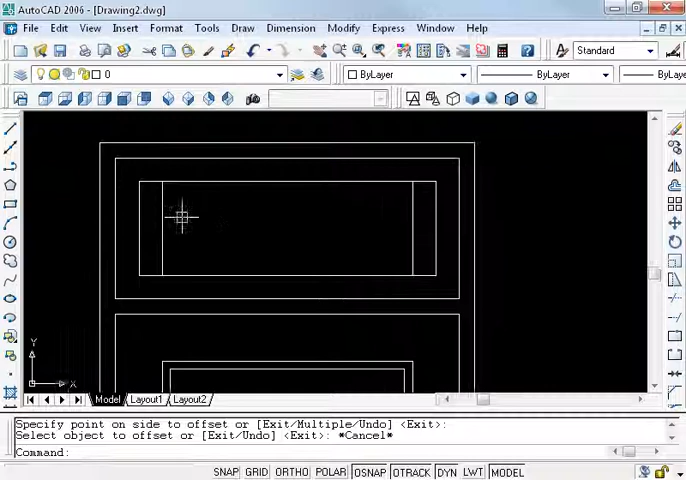 AutoCAD 2006 - [Drawing2.dwg]
File Edit View Insert Format Tools Draw Dimension Modify Express Window Help
Standard
0 ByLayer ByLayer ByLayer
Y
X
Model Layout1 Layout2
Specify point on side to offset or [Exit/Multiple/Undo] <Exit>:
Select object to offset or [Exit/Undo] <Exit>: *Cancel*
Command:
SNAP GRID ORTHO POLAR OSNAP OTRACK DYN LWT MODEL